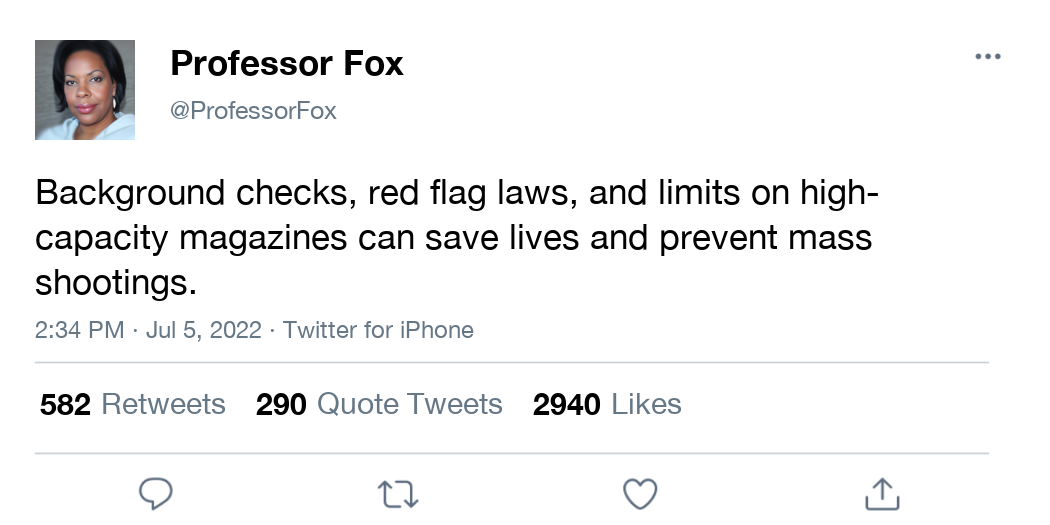 Professor Fox
@ProfessorFox
Background checks, red flag laws, and limits on high-
capacity magazines can save lives and prevent mass
shootings.
2:34 PM · Jul 5, 2022 · Twitter for iPhone
582 Retweets 290 Quote Tweets 2940 Likes